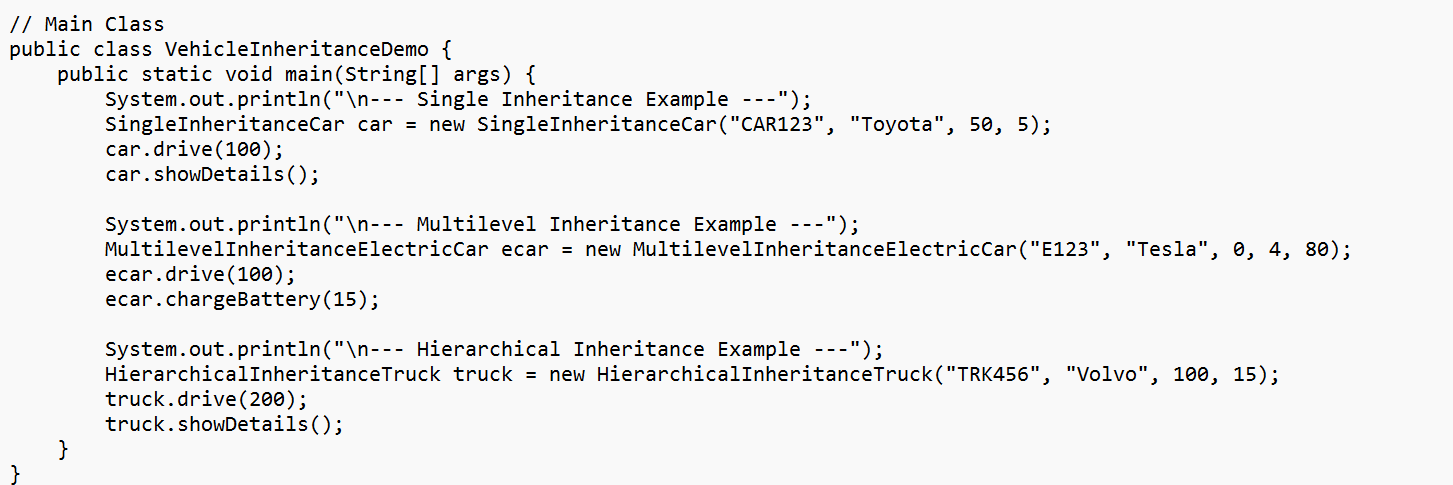 // Main Class
public class VehicleInheritanceDemo {
    public static void main(String[] args) {
        System.out.println("\n--- Single Inheritance Example ---");
        SingleInheritanceCar car = new SingleInheritanceCar("CAR123", "Toyota", 50, 5);
        car.drive(100);
        car.showDetails();

        System.out.println("\n--- Multilevel Inheritance Example ---");
        MultilevelInheritanceElectricCar ecar = new MultilevelInheritanceElectricCar("E123", "Tesla", 0, 4, 80);
        ecar.drive(100);
        ecar.chargeBattery(15);

        System.out.println("\n--- Hierarchical Inheritance Example ---");
        HierarchicalInheritanceTruck truck = new HierarchicalInheritanceTruck("TRK456", "Volvo", 100, 15);
        truck.drive(200);
        truck.showDetails();
    }
}